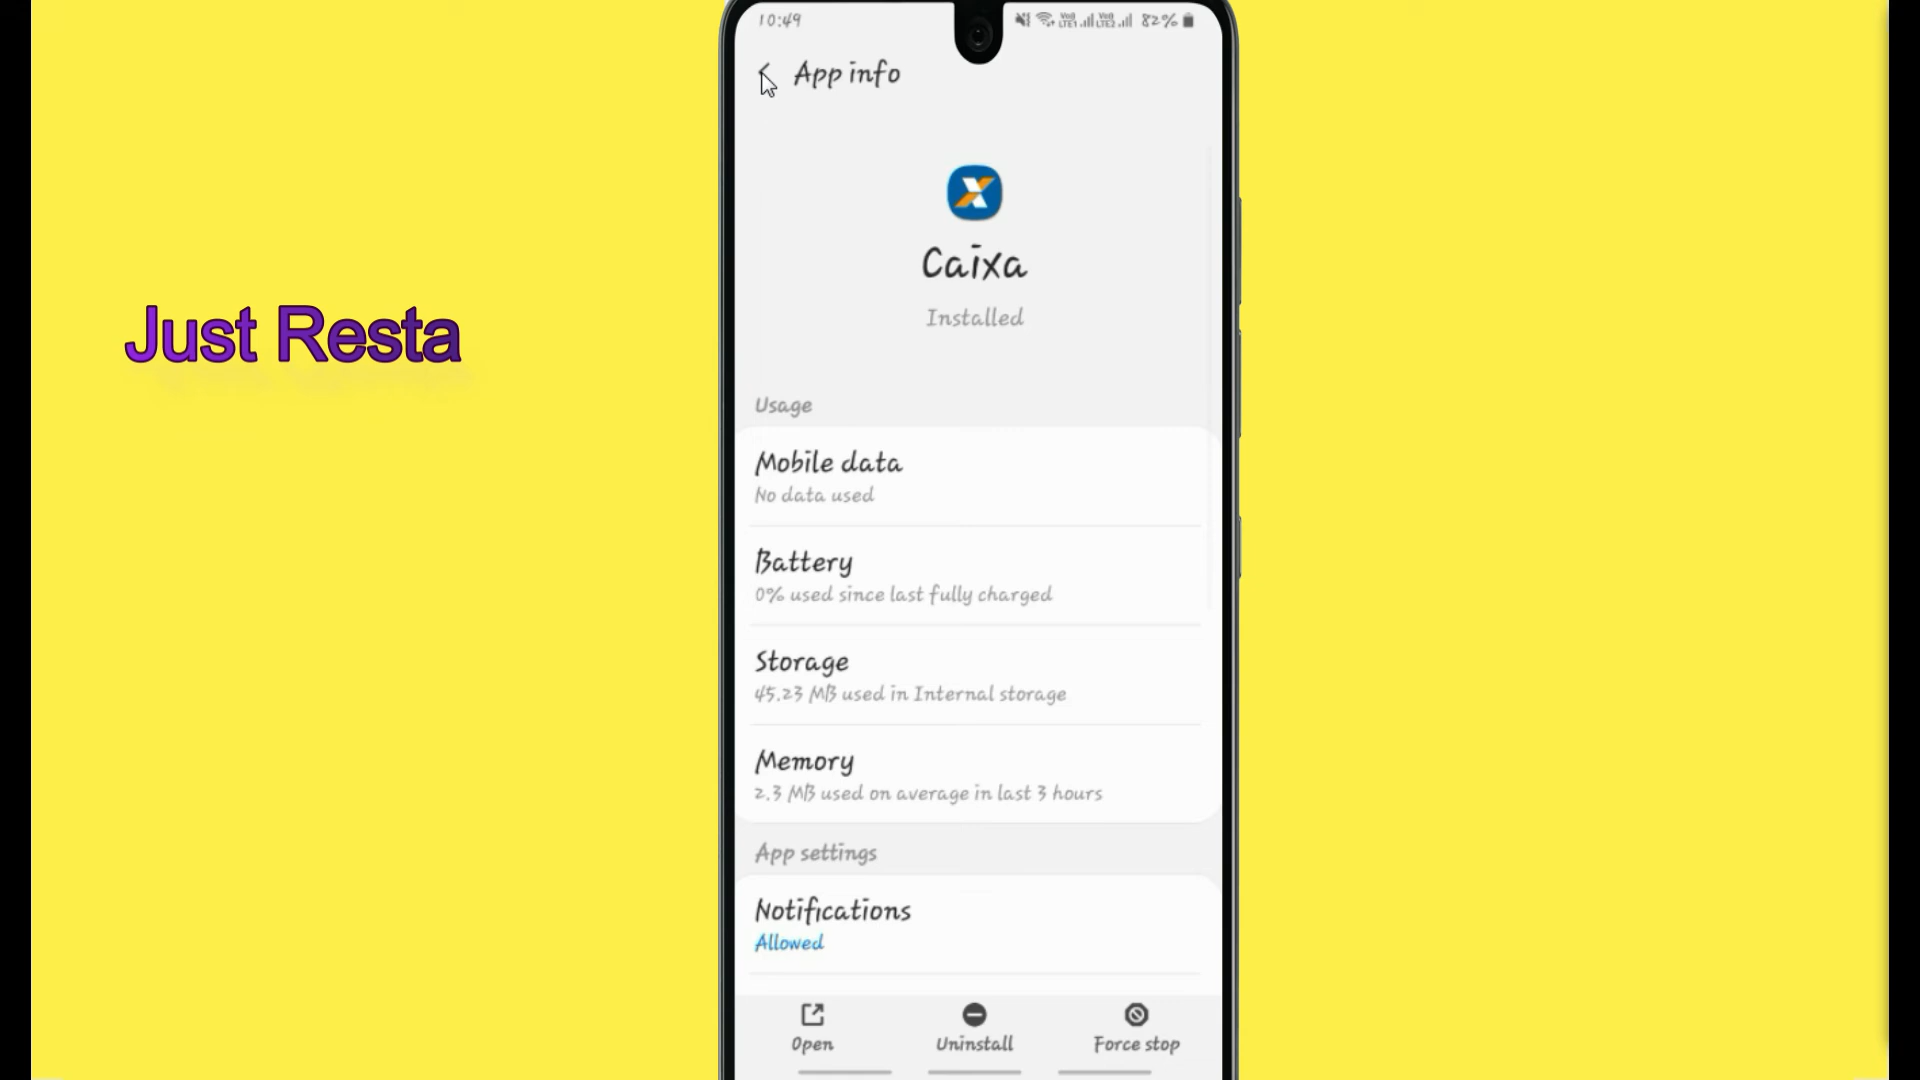 10:49
82%
App info
Caixa
Installed
Just Resta
Usage
Mobile data
No data used
Battery
0% used since last fully charged
Storage
45.23 MB used in Internal storage
Memory
2.3 MB used on average in last 3 hours
App settings
Notifications
Allowed
Open
Uninstall
Force stop